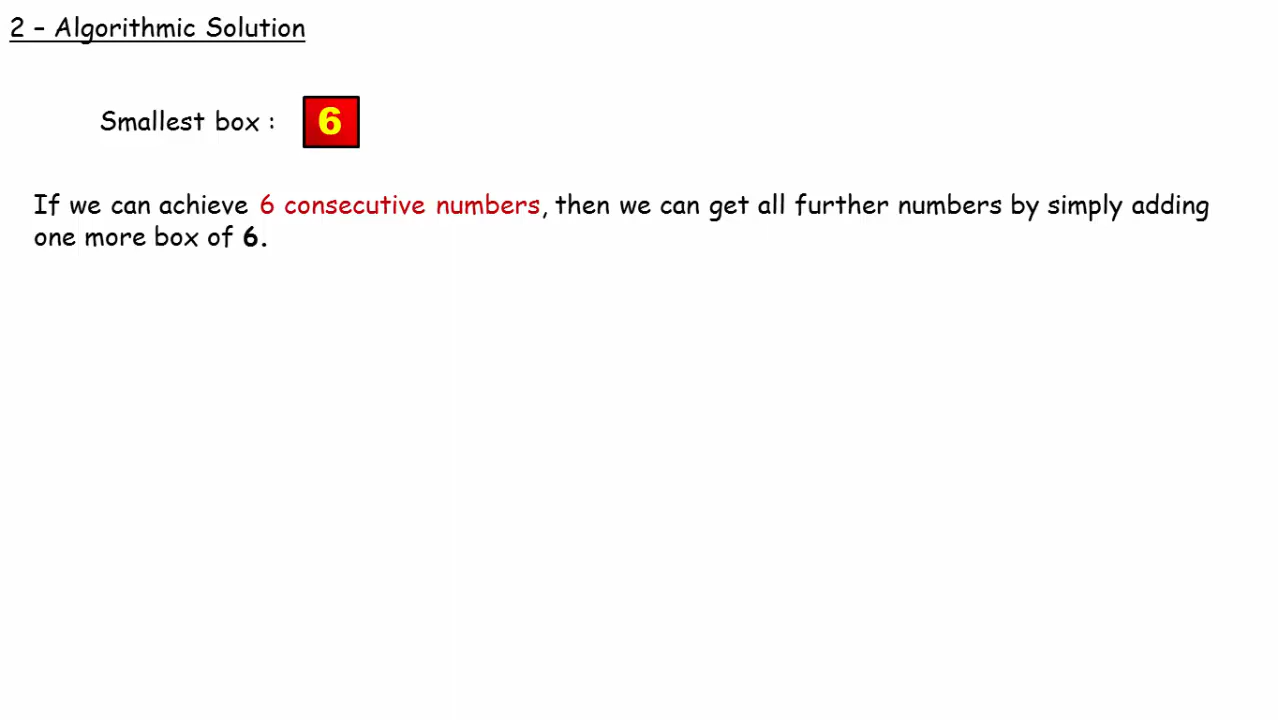 2 – Algorithmic Solution
Smallest box : 6
If we can achieve 6 consecutive numbers, then we can get all further numbers by simply adding
one more box of 6.